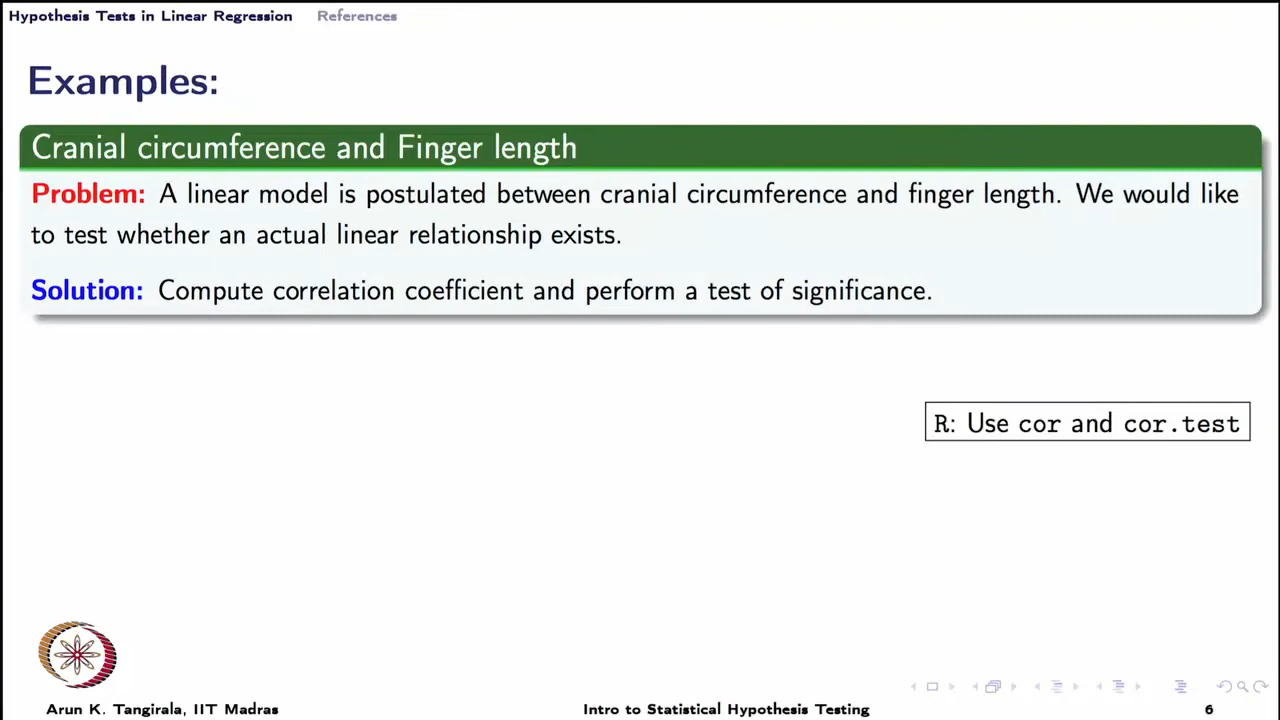 Hypothesis Tests in Linear Regression References
Examples:
Cranial circumference and Finger length
Problem: A linear model is postulated between cranial circumference and finger length. We would like
to test whether an actual linear relationship exists.
Solution: Compute correlation coefficient and perform a test of significance.
R: Use cor and cor.test
Arun K. Tangirala, IIT Madras Intro to Statistical Hypothesis Testing 6